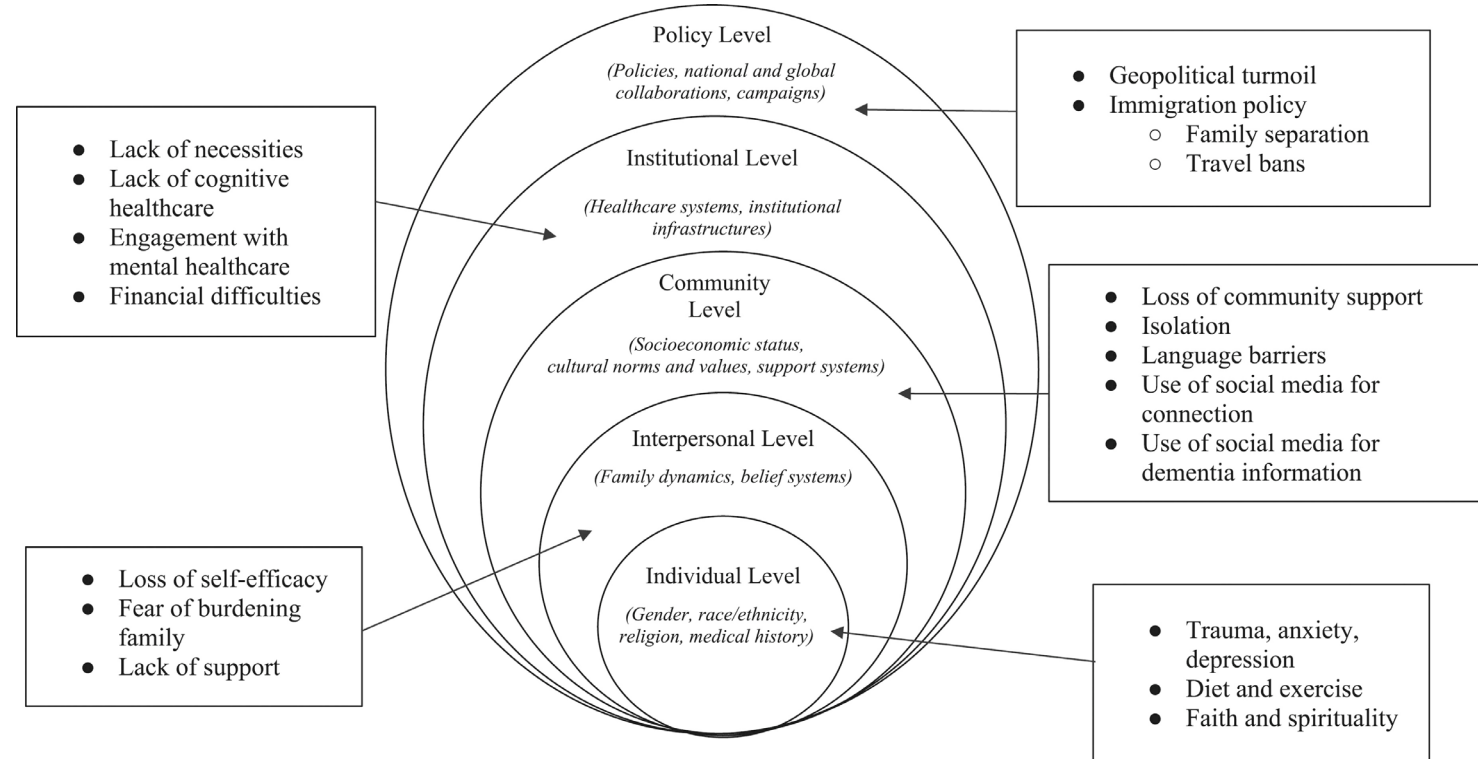 Policy Level
(Policies, national and global
collaborations, campaigns)
● Geopolitical turmoil
● Immigration policy
○ Family separation
○ Travel bans
● Lack of necessities
● Lack of cognitive
healthcare
● Engagement with
mental healthcare
● Financial difficulties
Institutional Level
(Healthcare systems, institutional
infrastructures)
Community
Level
(Socioeconomic status,
cultural norms and values, support systems)
● Loss of community support
● Isolation
● Language barriers
● Use of social media for
connection
● Use of social media for
dementia information
Interpersonal Level
(Family dynamics, belief systems)
● Loss of self-efficacy
● Fear of burdening
family
● Lack of support
Individual Level
(Gender, race/ethnicity,
religion, medical history)
● Trauma, anxiety,
depression
● Diet and exercise
● Faith and spirituality